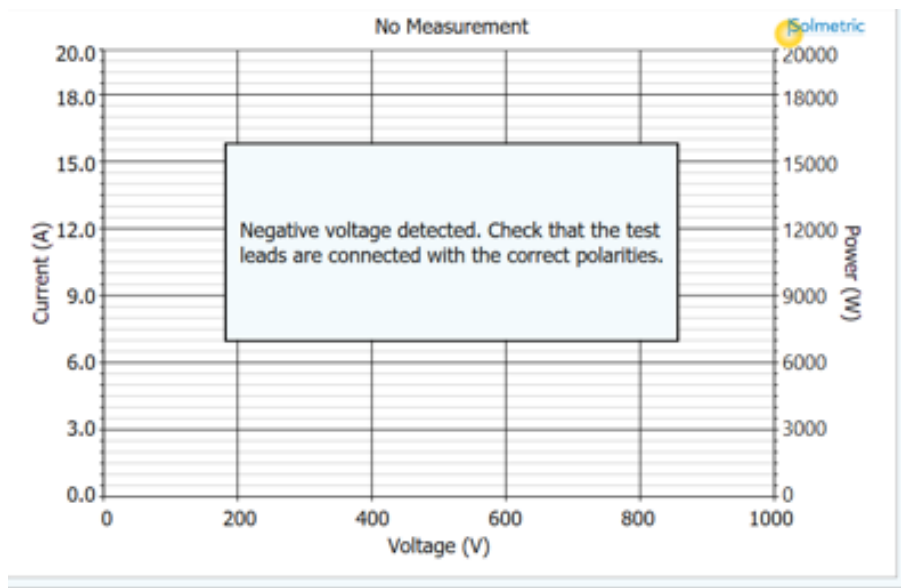 No Measurement
Solmetric
20.0
20000
18.0
18000
15.0
15000
Negative voltage detected. Check that the test
leads are connected with the correct polarities.
12.0
12000
9.0
9000
6.0
6000
3.0
3000
0.0
0
Current (A)
Power (W)
0 200 400 600 800 1000
Voltage (V)